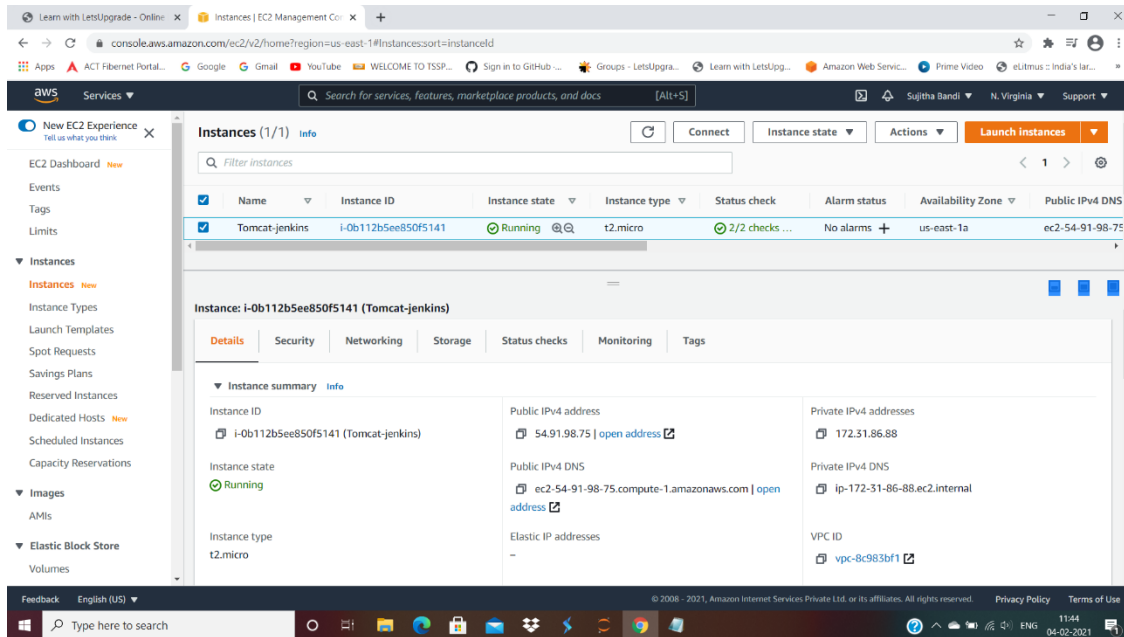 Learn with LetsUpgrade - Online
Instances | EC2 Management Con
console.aws.amazon.com/ec2/v2/home?region=us-east-1#Instances:sort=instanceId
Apps ACT Fibernet Portal... Google Gmail YouTube WELCOME TO TSSP... Sign in to GitHub ·... Groups - LetsUpgra... Learn with LetsUpg... Amazon Web Servic... Prime Video eLitmus :: India's lar... »
aws Services ▼ Search for services, features, marketplace products, and docs [Alt+S] Sujitha Bandi ▼ N. Virginia ▼ Support ▼
New EC2 Experience
Tell us what you think
EC2 Dashboard New
Events
Tags
Limits
▼ Instances
Instances New
Instance Types
Launch Templates
Spot Requests
Savings Plans
Reserved Instances
Dedicated Hosts New
Scheduled Instances
Capacity Reservations
▼ Images
AMIs
▼ Elastic Block Store
Volumes
Instances (1/1) Info Connect Instance state ▼ Actions ▼ Launch instances ▼
Filter instances < 1 >
Name Instance ID Instance state Instance type Status check Alarm status Availability Zone Public IPv4 DNS
Tomcat-jenkins i-0b112b5ee850f5141 Running t2.micro 2/2 checks ... No alarms + us-east-1a ec2-54-91-98-75
Instance: i-0b112b5ee850f5141 (Tomcat-jenkins)
Details Security Networking Storage Status checks Monitoring Tags
▼ Instance summary Info
Instance ID Public IPv4 address Private IPv4 addresses
i-0b112b5ee850f5141 (Tomcat-jenkins) 54.91.98.75 | open address 172.31.86.88
Instance state Public IPv4 DNS Private IPv4 DNS
Running ec2-54-91-98-75.compute-1.amazonaws.com | open ip-172-31-86-88.ec2.internal
address
Instance type Elastic IP addresses VPC ID
t2.micro – vpc-8c983bf1
Feedback English (US) ▼ © 2008 - 2021, Amazon Internet Services Private Ltd. or its affiliates. All rights reserved. Privacy Policy Terms of Use
Type here to search ENG 11:44
04-02-2021